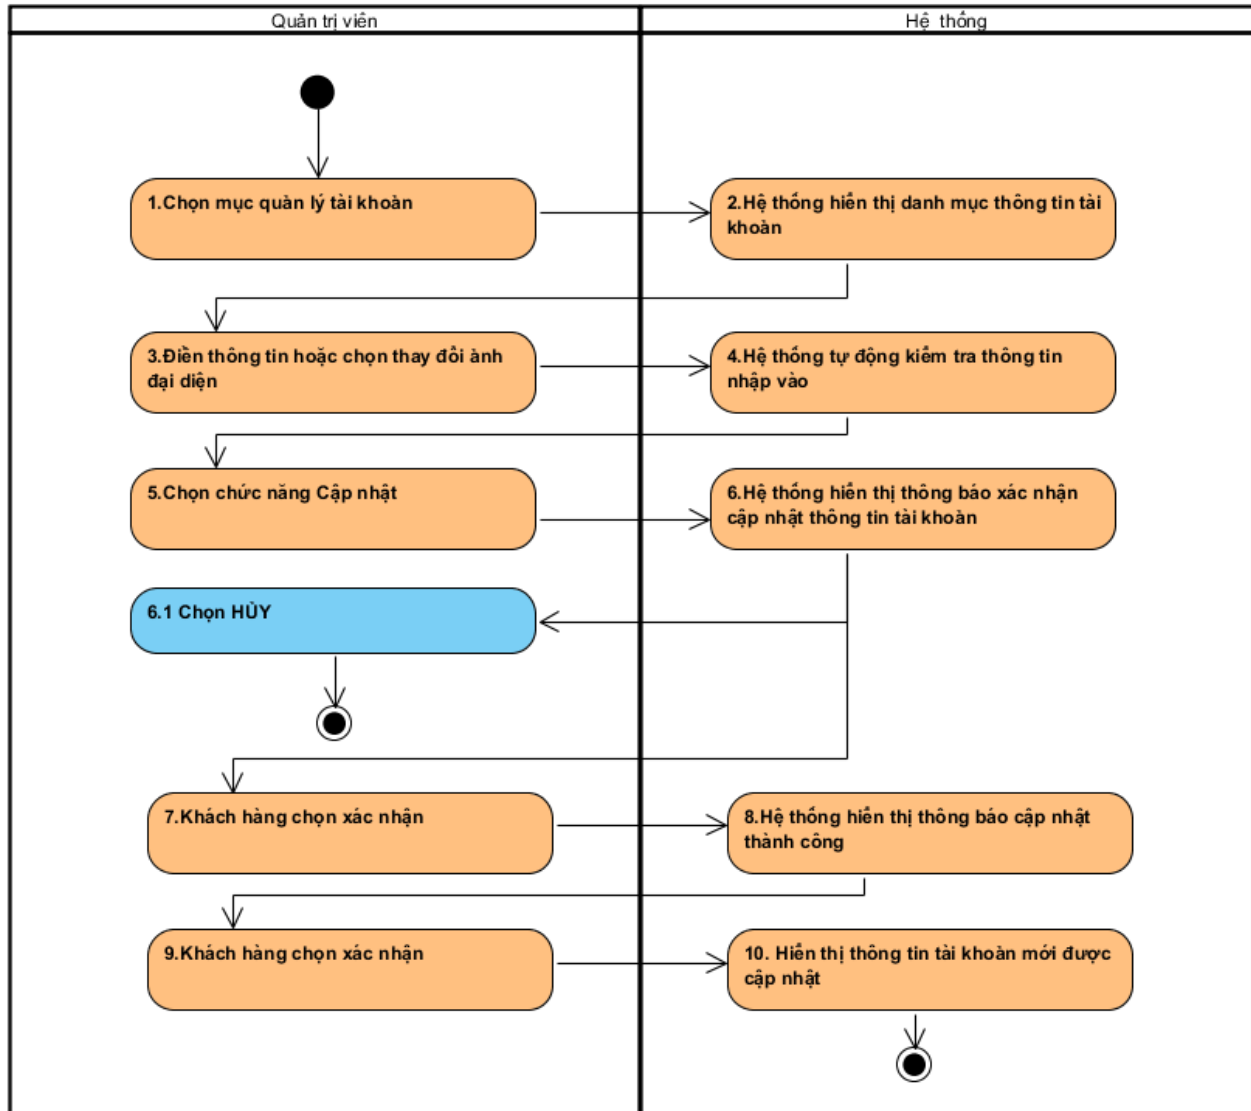 Quản trị viên
Hệ thống
1.Chọn mục quản lý tài khoản
2.Hệ thống hiển thị danh mục thông tin tài
khoản
3.Điền thông tin hoặc chọn thay đổi ảnh
đại diện
4.Hệ thống tự động kiểm tra thông tin
nhập vào
5.Chọn chức năng Cập nhật
6.Hệ thống hiển thị thông báo xác nhận
cập nhật thông tin tài khoản
6.1 Chọn HỦY
7.Khách hàng chọn xác nhận
8.Hệ thống hiển thị thông báo cập nhật
thành công
9.Khách hàng chọn xác nhận
10. Hiển thị thông tin tài khoản mới được
cập nhật